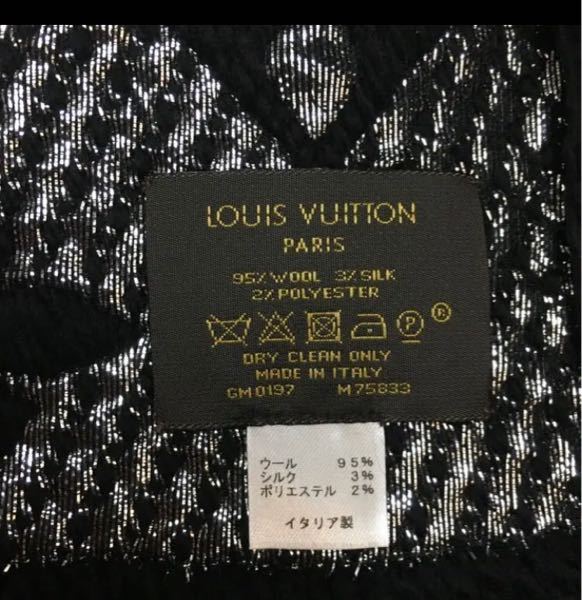 LOUIS VUITTON
PARIS
95% WOOL 3% SILK
2% POLYESTER
P ®
DRY CLEAN ONLY
MADE IN ITALY
GM0197 M75833
ウール 95%
シルク 3%
ポリエステル 2%
イタリア製